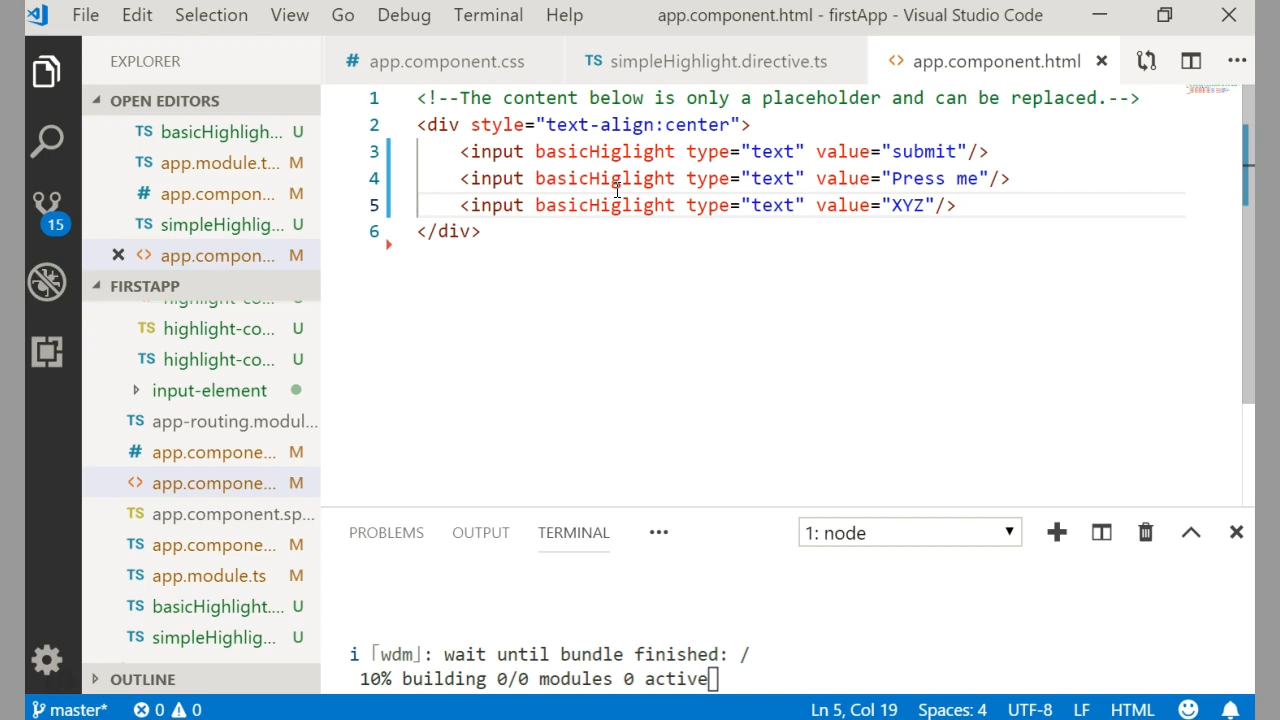 File Edit Selection View Go Debug Terminal Help app.component.html - firstApp - Visual Studio Code
EXPLORER
# app.component.css
TS simpleHighlight.directive.ts
<> app.component.html
OPEN EDITORS
TS basicHighligh... U
TS app.module.t... M
# app.compon... M
TS simpleHighlig... U
<> app.compon... M
15
FIRSTAPP
TS highlight-co... U
TS highlight-co... U
input-element
TS app-routing.modul...
# app.compone... M
<> app.compone... M
TS app.component.sp...
TS app.compone... M
TS app.module.ts M
TS basicHighlight.... U
TS simpleHighlig... U
OUTLINE
1 <!--The content below is only a placeholder and can be replaced.-->
2 <div style="text-align:center">
3 <input basicHiglight type="text" value="submit"/>
4 <input basicHiglight type="text" value="Press me"/>
5 <input basicHiglight type="text" value="XYZ"/>
6 </div>
PROBLEMS OUTPUT TERMINAL ••• 1: node
i ｢wdm｣: wait until bundle finished: /
10% building 0/0 modules 0 active
master* 0 0 Ln 5, Col 19 Spaces: 4 UTF-8 LF HTML